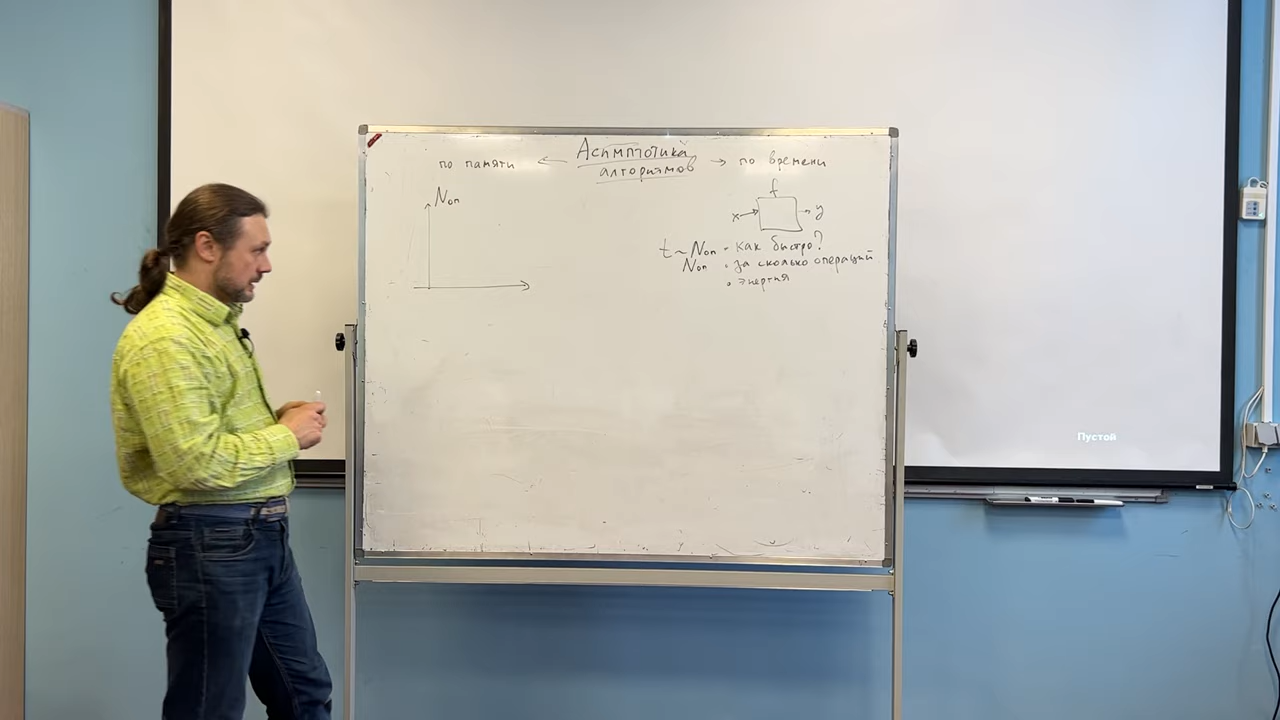 Асимптотика
алгоритмов
по памяти ← → по времени
Nоп
f
x → → y
t ~ Nоп • как быстро?
Nоп • за сколько операций
• энергия
Пустой